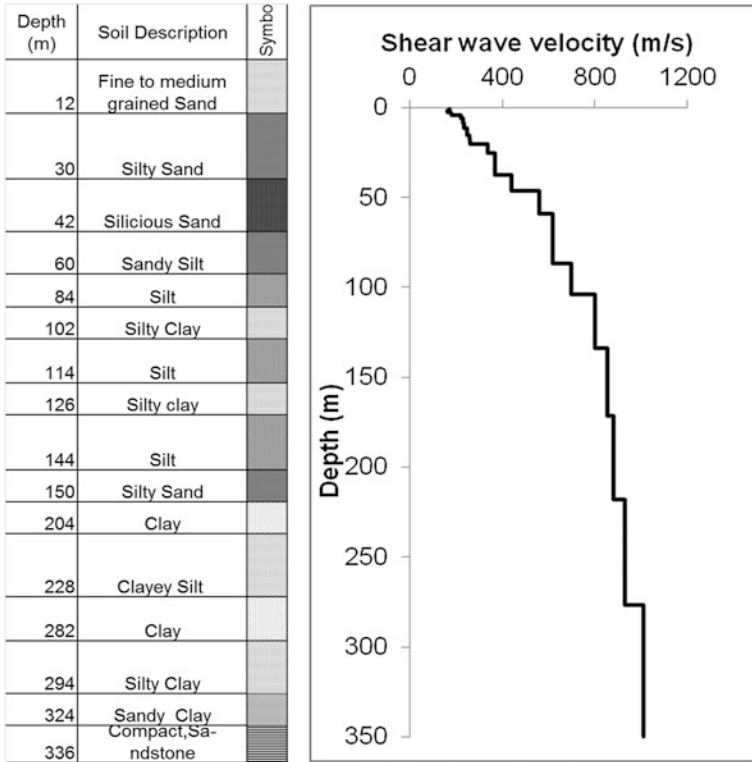 Depth (m) Soil Description Symbo
12 Fine to medium grained Sand
30 Silty Sand
42 Silicious Sand
60 Sandy Silt
84 Silt
102 Silty Clay
114 Silt
126 Silty clay
144 Silt
150 Silty Sand
204 Clay
228 Clayey Silt
282 Clay
294 Silty Clay
324 Sandy Clay
336 Compact,Sa-
ndstone
Shear wave velocity (m/s)
0 400 800 1200
Depth (m)
0
50
100
150
200
250
300
350